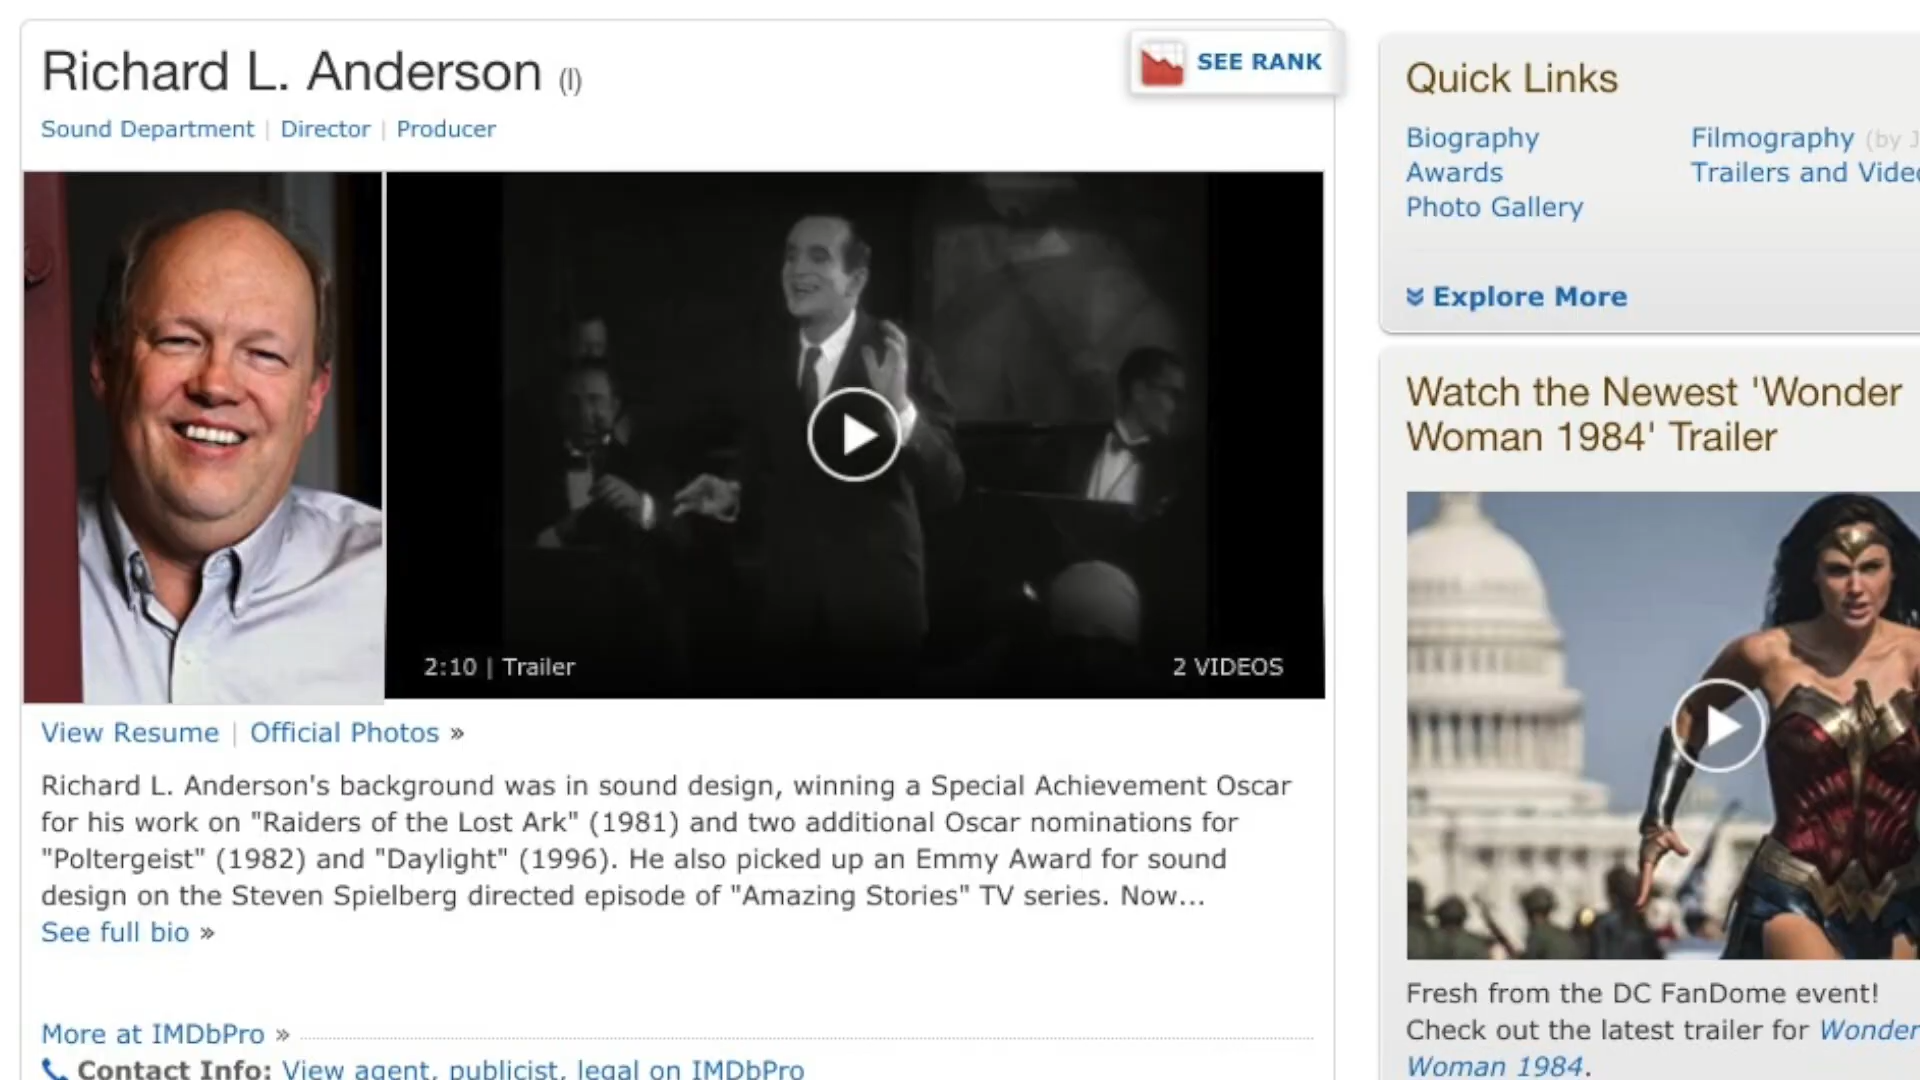 Richard L. Anderson (I)
SEE RANK
Sound Department | Director | Producer
2:10 | Trailer
2 VIDEOS
View Resume | Official Photos »
Richard L. Anderson's background was in sound design, winning a Special Achievement Oscar
for his work on "Raiders of the Lost Ark" (1981) and two additional Oscar nominations for
"Poltergeist" (1982) and "Daylight" (1996). He also picked up an Emmy Award for sound
design on the Steven Spielberg directed episode of "Amazing Stories" TV series. Now...
See full bio »
More at IMDbPro »
Contact Info: View agent, publicist, legal on IMDbPro
Quick Links
Biography
Awards
Photo Gallery
Filmography (by
Trailers and
Explore More
Watch the Newest 'Wonder
Woman 1984' Trailer
Fresh from the DC FanDome event!
Check out the latest trailer for Wonder
Woman 1984.